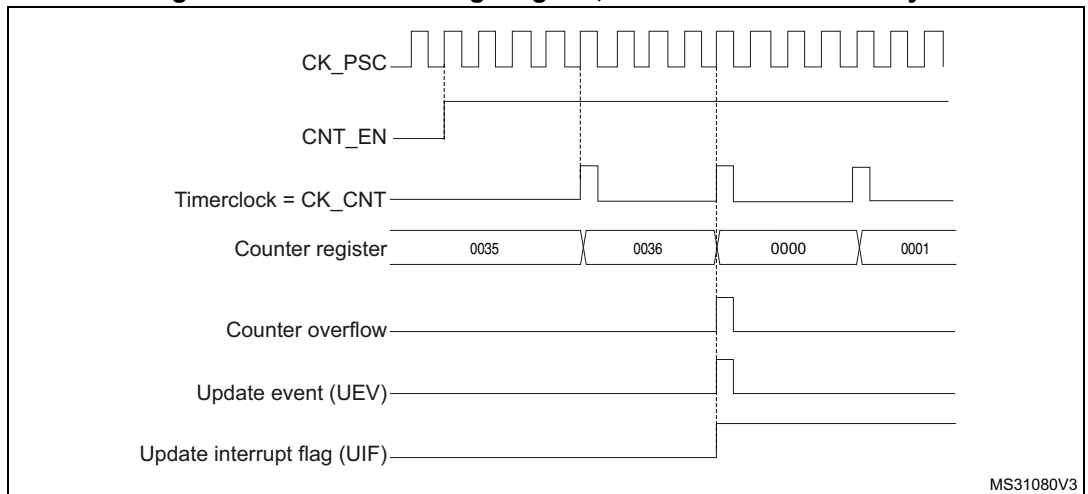 CK_PSC
CNT_EN
Timerclock = CK_CNT
Counter register 0035 0036 0000 0001
Counter overflow
Update event (UEV)
Update interrupt flag (UIF)
MS31080V3